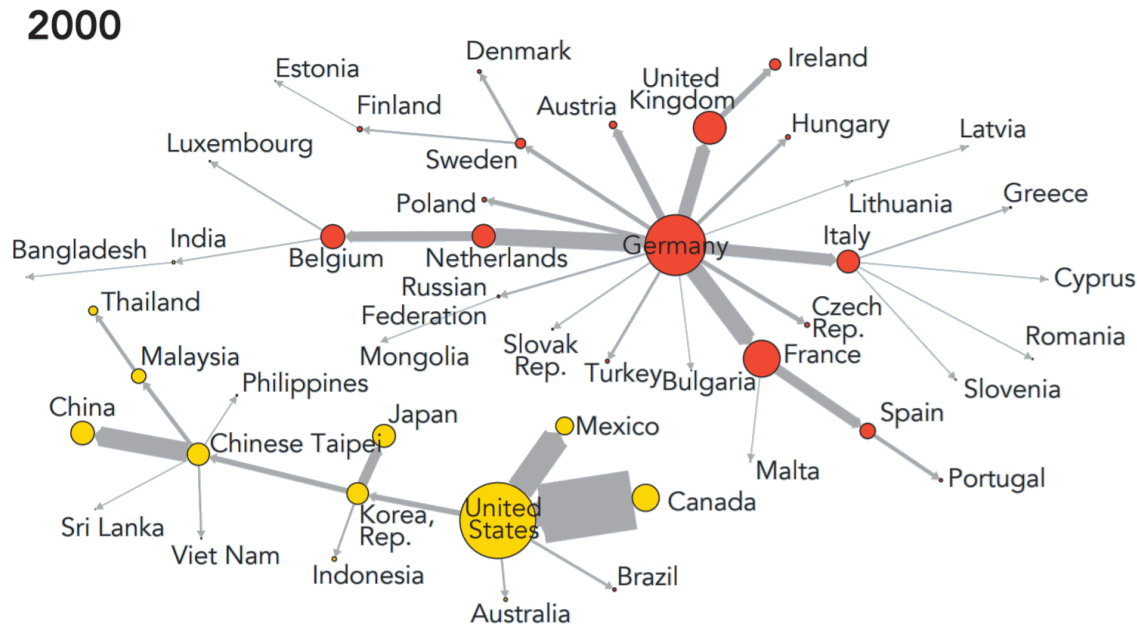 2000
Denmark
Ireland
Estonia
United
Kingdom
Finland
Austria
Hungary
Latvia
Luxembourg
Sweden
Poland
Lithuania
Greece
Italy
India
Bangladesh
Belgium
Netherlands
Germany
Cyprus
Russian
Federation
Thailand
Czech
Rep.
Mongolia
Slovak
Rep.
Romania
Malaysia
France
Turkey
Bulgaria
Philippines
Slovenia
China
Japan
Spain
Mexico
Chinese Taipei
Malta
Portugal
Canada
United
States
Korea,
Rep.
Sri Lanka
Viet Nam
Indonesia
Brazil
Australia